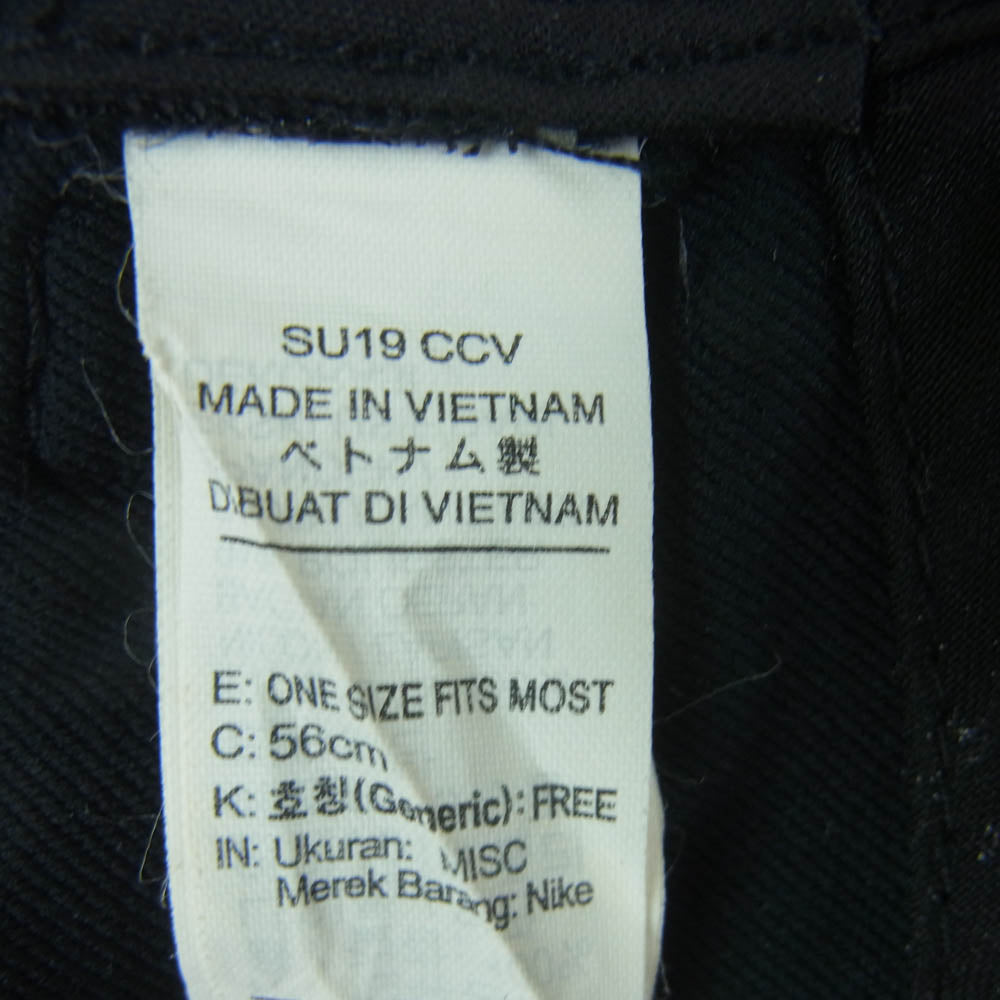 SU19 CCV
MADE IN VIETNAM
ベトナム製
DIBUAT DI VIETNAM
E: ONE SIZE FITS MOST
C: 56cm
K: 호칭(Generic): FREE
IN: Ukuran: MISC
Merek Barang: Nike